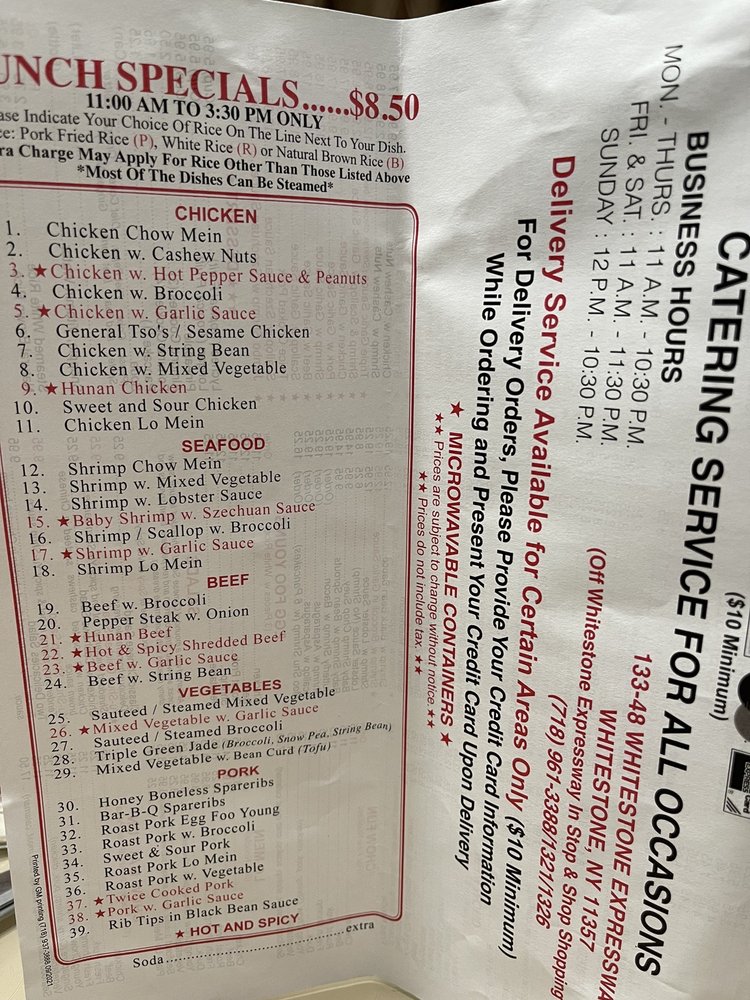 UNCH SPECIALS......$8.50
11:00 AM TO 3:30 PM ONLY
ase Indicate Your Choice Of Rice On The Line Next To Your Dish.
ce: Pork Fried Rice (P), White Rice (R) or Natural Brown Rice (B)
ra Charge May Apply For Rice Other Than Those Listed Above
*Most Of The Dishes Can Be Steamed*
CHICKEN
1. Chicken Chow Mein
2. Chicken w. Cashew Nuts
3. ★ Chicken w. Hot Pepper Sauce & Peanuts
4. Chicken w. Broccoli
5. ★ Chicken w. Garlic Sauce
6. General Tso's / Sesame Chicken
7. Chicken w. String Bean
8. Chicken w. Mixed Vegetable
9. ★ Hunan Chicken
10. Sweet and Sour Chicken
11. Chicken Lo Mein
SEAFOOD
12. Shrimp Chow Mein
13. Shrimp w. Mixed Vegetable
14. Shrimp w. Lobster Sauce
15. ★ Baby Shrimp w. Szechuan Sauce
16. Shrimp / Scallop w. Broccoli
17. ★ Shrimp w. Garlic Sauce
18. Shrimp Lo Mein
BEEF
19. Beef w. Broccoli
20. Pepper Steak w. Onion
21. ★ Hunan Beef
22. ★ Hot & Spicy Shredded Beef
23. ★ Beef w. Garlic Sauce
24. Beef w. String Bean
VEGETABLES
25. Sauteed / Steamed Mixed Vegetable
26. ★ Mixed Vegetable w. Garlic Sauce
27. Sauteed / Steamed Broccoli
28. Triple Green Jade (Broccoli, Snow Pea, String Bean)
29. Mixed Vegetable w. Bean Curd (Tofu)
PORK
30. Honey Boneless Spareribs
31. Bar-B-Q Spareribs
32. Roast Pork Egg Foo Young
33. Roast Pork w. Broccoli
34. Sweet & Sour Pork
35. Roast Pork Lo Mein
36. Roast Pork w. Vegetable
37. ★ Twice Cooked Pork
38. ★ Pork w. Garlic Sauce
39. Rib Tips in Black Bean Sauce
★ HOT AND SPICY
Soda.......................................extra
Printed by GM printing (718) 937-3888 09/2021
($10 Minimum)
CATERING SERVICE FOR ALL OCCASIONS
BUSINESS HOURS
MON. - THURS. : 11 A.M. - 10:30 P.M.
FRI. & SAT. : 11 A.M. - 11:30 P.M.
SUNDAY : 12 P.M. - 10:30 P.M.
133-48 WHITESTONE EXPRESSWA
WHITESTONE, NY 11357
(Off Whitestone Expressway In Stop & Shop Shopping
(718) 961-3388/1321/1326
Delivery Service Available for Certain Areas Only ($10 Minimum)
For Delivery Orders, Please Provide Your Credit Card Information
While Ordering and Present Your Credit Card Upon Delivery
★ MICROWAVABLE CONTAINERS ★
★★ Prices are subject to change without notice. ★★
★★ Prices do not include tax. ★★